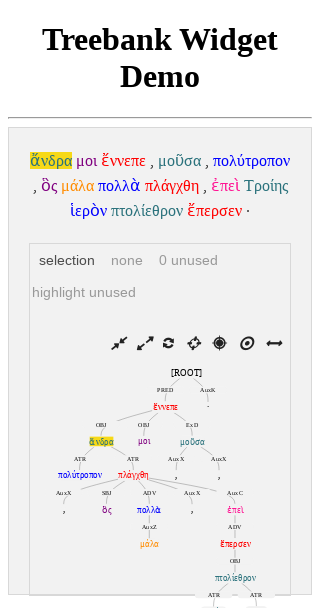 Treebank Widget
Demo
ἄνδρα μοι ἔννεπε , μοῦσα , πολύτροπον
, ὃς μάλα πολλὰ πλάγχθη , ἐπεὶ Τροίης
ἱερὸν πτολίεθρον ἔπερσεν ·
selection none 0 unused
highlight unused
[ROOT]
PRED AuxK
ἔννεπε ·
OBJ OBJ ExD
ἄνδρα μοι μοῦσα
ATR ATR AuxX AuxX
πολύτροπον πλάγχθη , ,
AuxX SBJ ADV AuxX AuxC
, ὃς πολλὰ , ἐπεὶ
AuxZ ADV
μάλα ἔπερσεν
OBJ
πτολίεθρον
ATR ATR